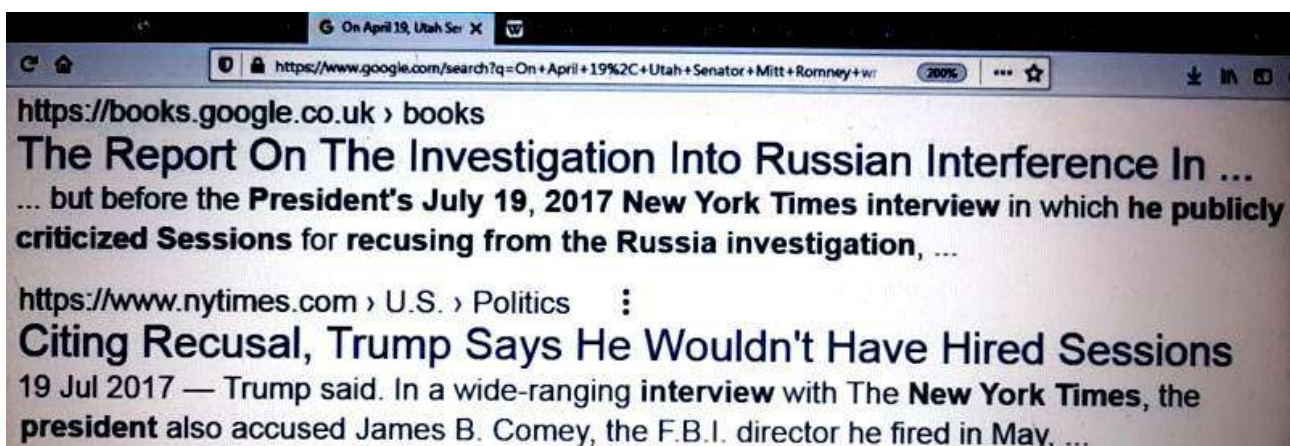 G On April 19, Utah Ser X W
https://www.google.com/search?q=On+April+19%2C+Utah+Senator+Mitt+Romney+wr 200% ...
https://books.google.co.uk › books
The Report On The Investigation Into Russian Interference In ...
... but before the President's July 19, 2017 New York Times interview in which he publicly
criticized Sessions for recusing from the Russia investigation, ...
https://www.nytimes.com › U.S. › Politics
Citing Recusal, Trump Says He Wouldn't Have Hired Sessions
19 Jul 2017 — Trump said. In a wide-ranging interview with The New York Times, the
president also accused James B. Comey, the F.B.I. director he fired in May, ...